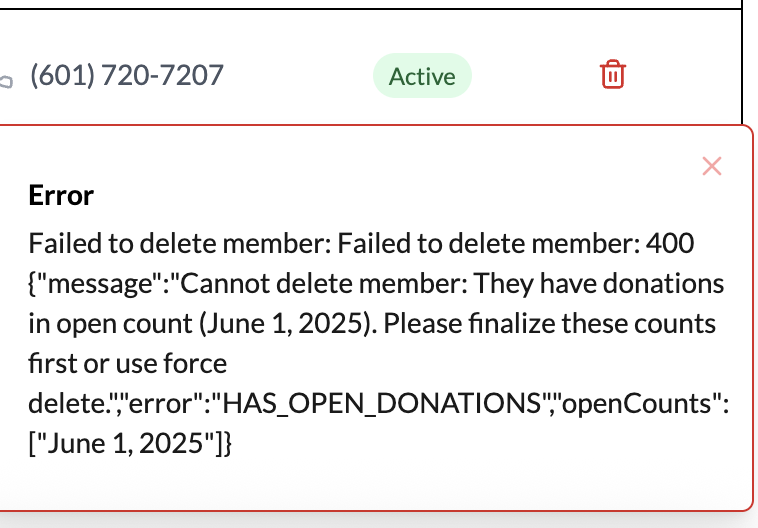 (601) 720-7207 Active
Error
Failed to delete member: Failed to delete member: 400
{"message":"Cannot delete member: They have donations
in open count (June 1, 2025). Please finalize these counts
first or use force
delete.","error":"HAS_OPEN_DONATIONS","openCounts":
["June 1, 2025"]}